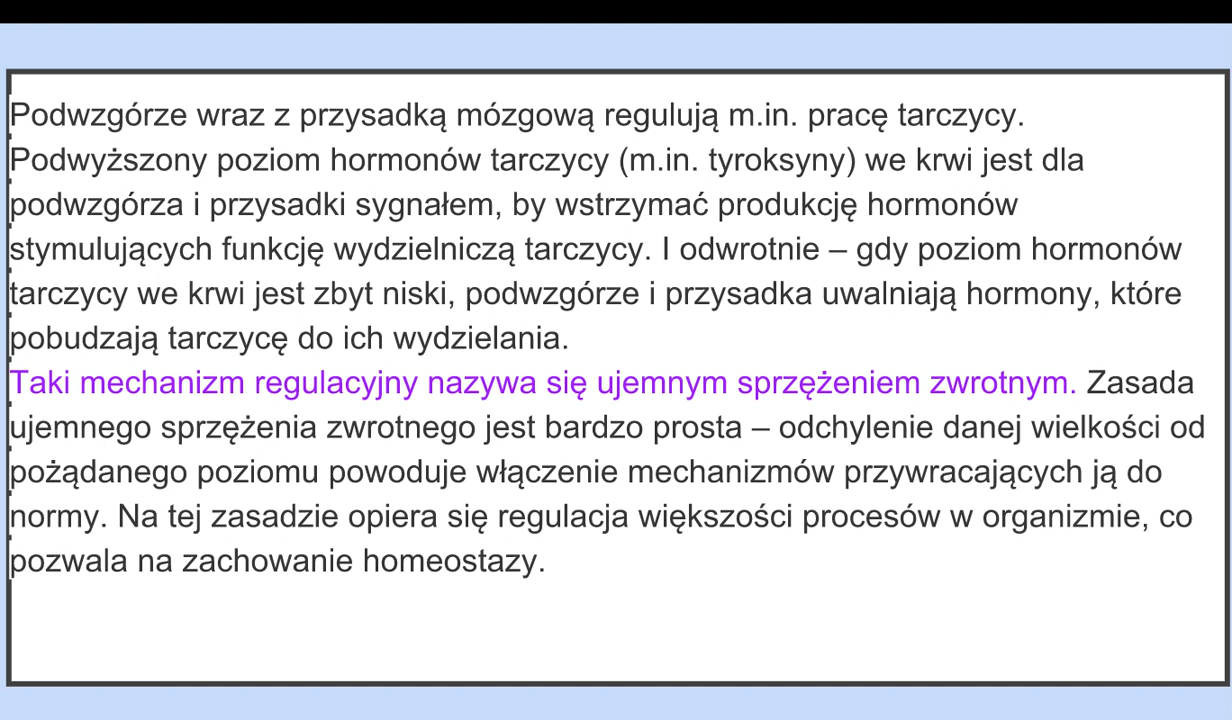 Podwzgórze wraz z przysadką mózgową regulują m.in. pracę tarczycy.
Podwyższony poziom hormonów tarczycy (m.in. tyroksyny) we krwi jest dla
podwzgórza i przysadki sygnałem, by wstrzymać produkcję hormonów
stymulujących funkcję wydzielniczą tarczycy. I odwrotnie – gdy poziom hormonów
tarczycy we krwi jest zbyt niski, podwzgórze i przysadka uwalniają hormony, które
pobudzają tarczycę do ich wydzielania.
Taki mechanizm regulacyjny nazywa się ujemnym sprzężeniem zwrotnym. Zasada
ujemnego sprzężenia zwrotnego jest bardzo prosta – odchylenie danej wielkości od
pożądanego poziomu powoduje włączenie mechanizmów przywracających ją do
normy. Na tej zasadzie opiera się regulacja większości procesów w organizmie, co
pozwala na zachowanie homeostazy.